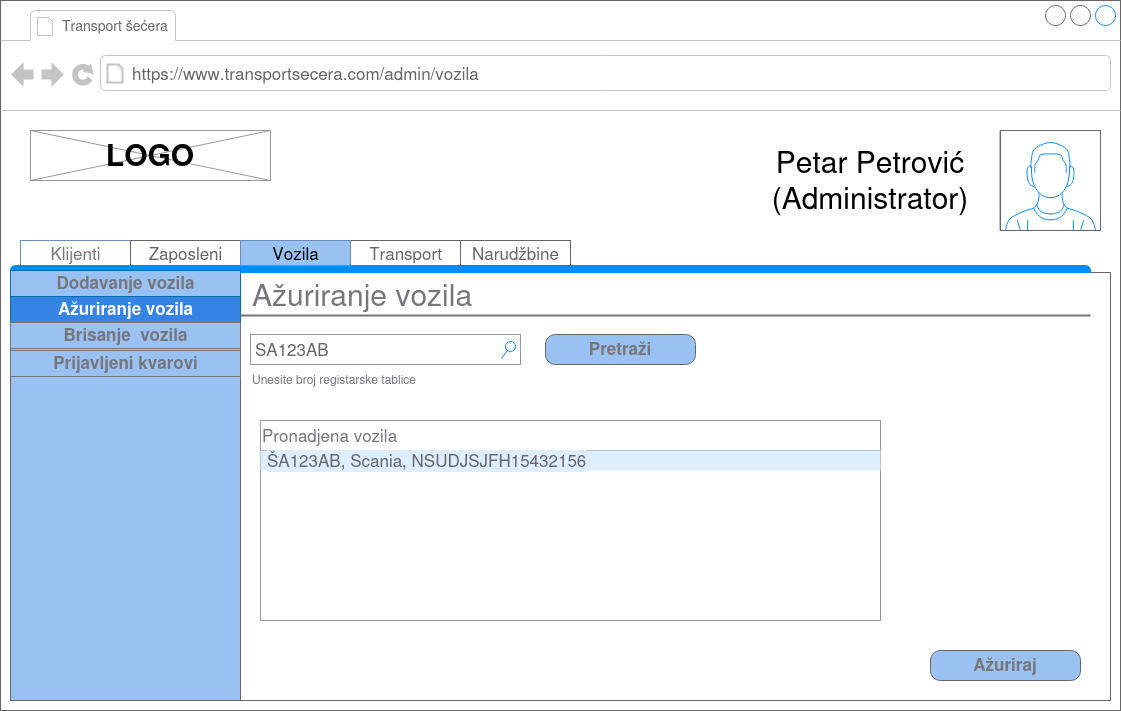 Transport šećera
https://www.transportsecera.com/admin/vozila
LOGO
Petar Petrović
(Administrator)
Klijenti
Zaposleni
Vozila
Transport
Narudžbine
Dodavanje vozila
Ažuriranje vozila
Brisanje vozila
Prijavljeni kvarovi
Ažuriranje vozila
SA123AB
Pretraži
Unesite broj registarske tablice
Pronadjena vozila
ŠA123AB, Scania, NSUDJSJFH15432156
Ažuriraj